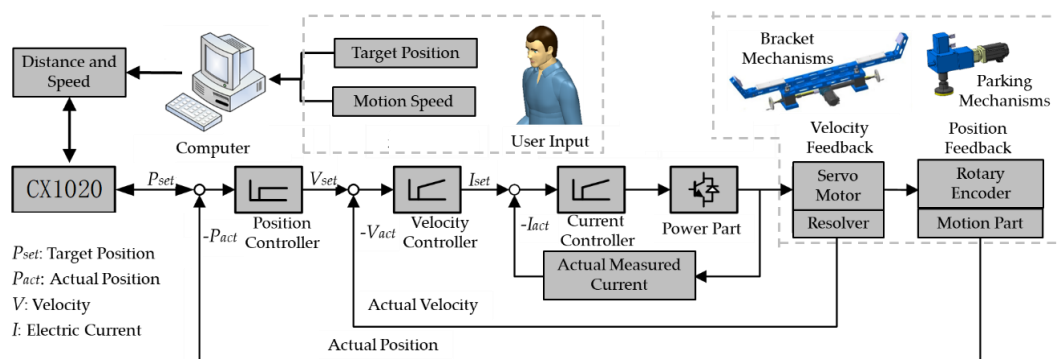 Distance and
Speed
Computer
Target Position
Motion Speed
User Input
Bracket
Mechanisms
Parking
Mechanisms
Velocity
Feedback
Position
Feedback
CX1020
Pset
-Pact
Position
Controller
Vset
-Vact
Velocity
Controller
Iset
-Iact
Current
Controller
Power Part
Servo
Motor
Resolver
Rotary
Encoder
Motion Part
Actual Measured
Current
Actual Velocity
Actual Position
Pset: Target Position
Pact: Actual Position
V: Velocity
I: Electric Current